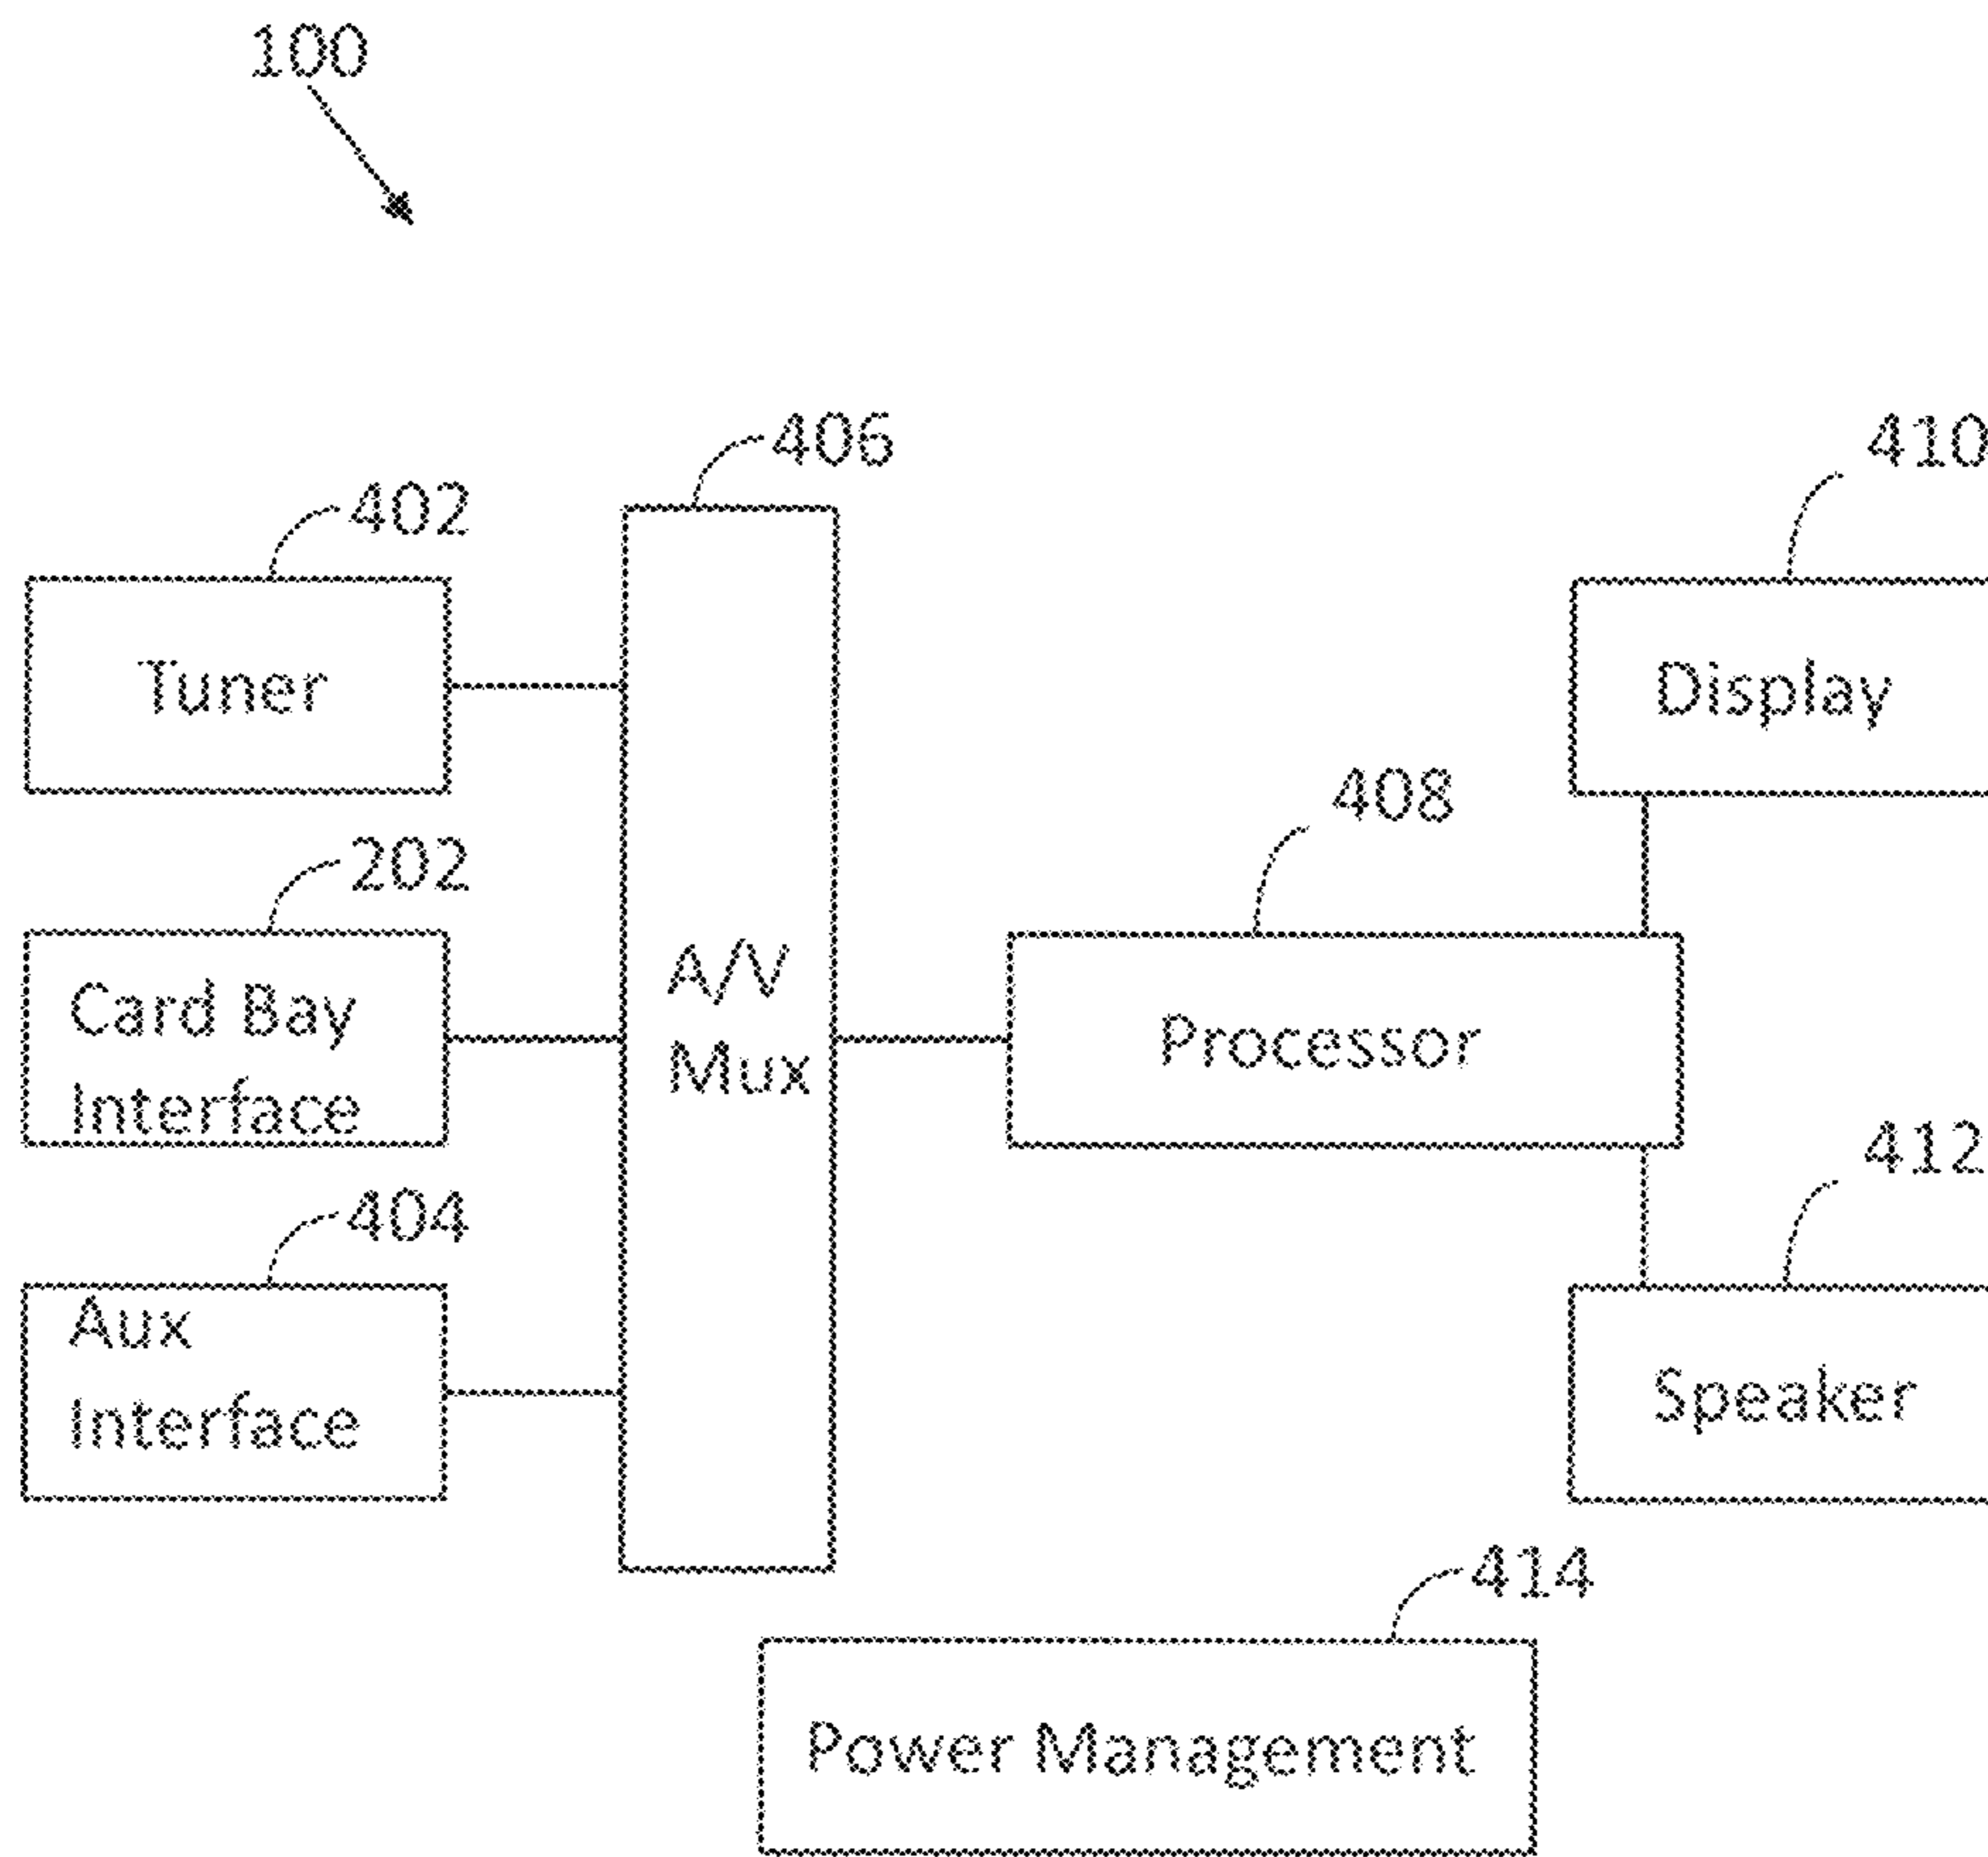 100
406
410
402
Tuner
Display
408
202
Card Bay
Interface
A/V
Mux
Processor
412
404
Aux
Interface
Speaker
414
Power Management